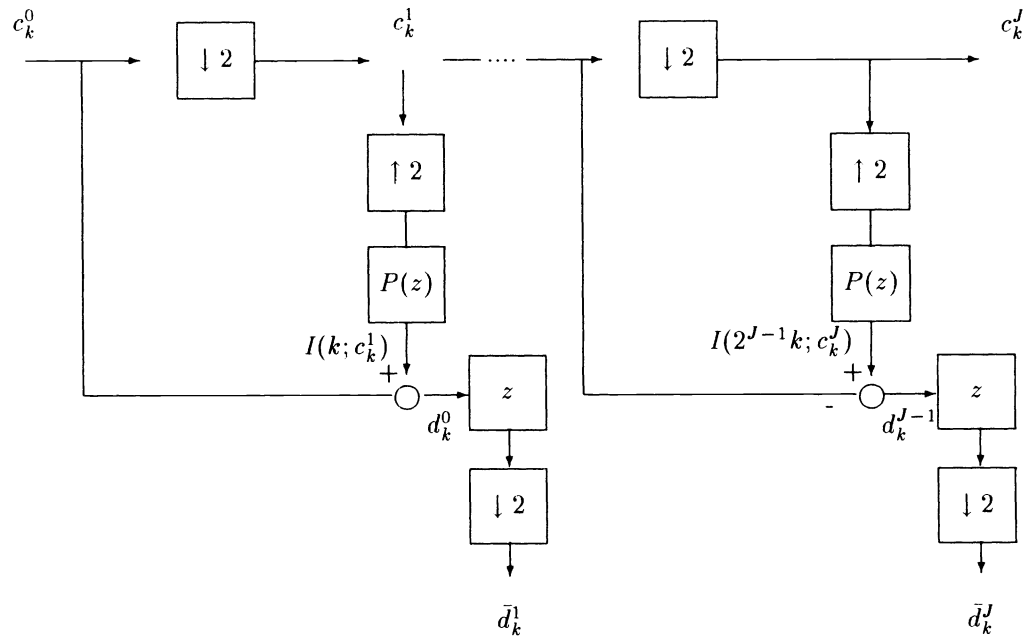 c_k^0 c_k^1 c_k^J
↓ 2 .... ↓ 2
↑ 2 ↑ 2
P(z) P(z)
I(k; c_k^1) I(2^{J-1}k; c_k^J)
+ +
z - z
d_k^0 d_k^{J-1}
↓ 2 ↓ 2
d̄_k^1 d̄_k^J